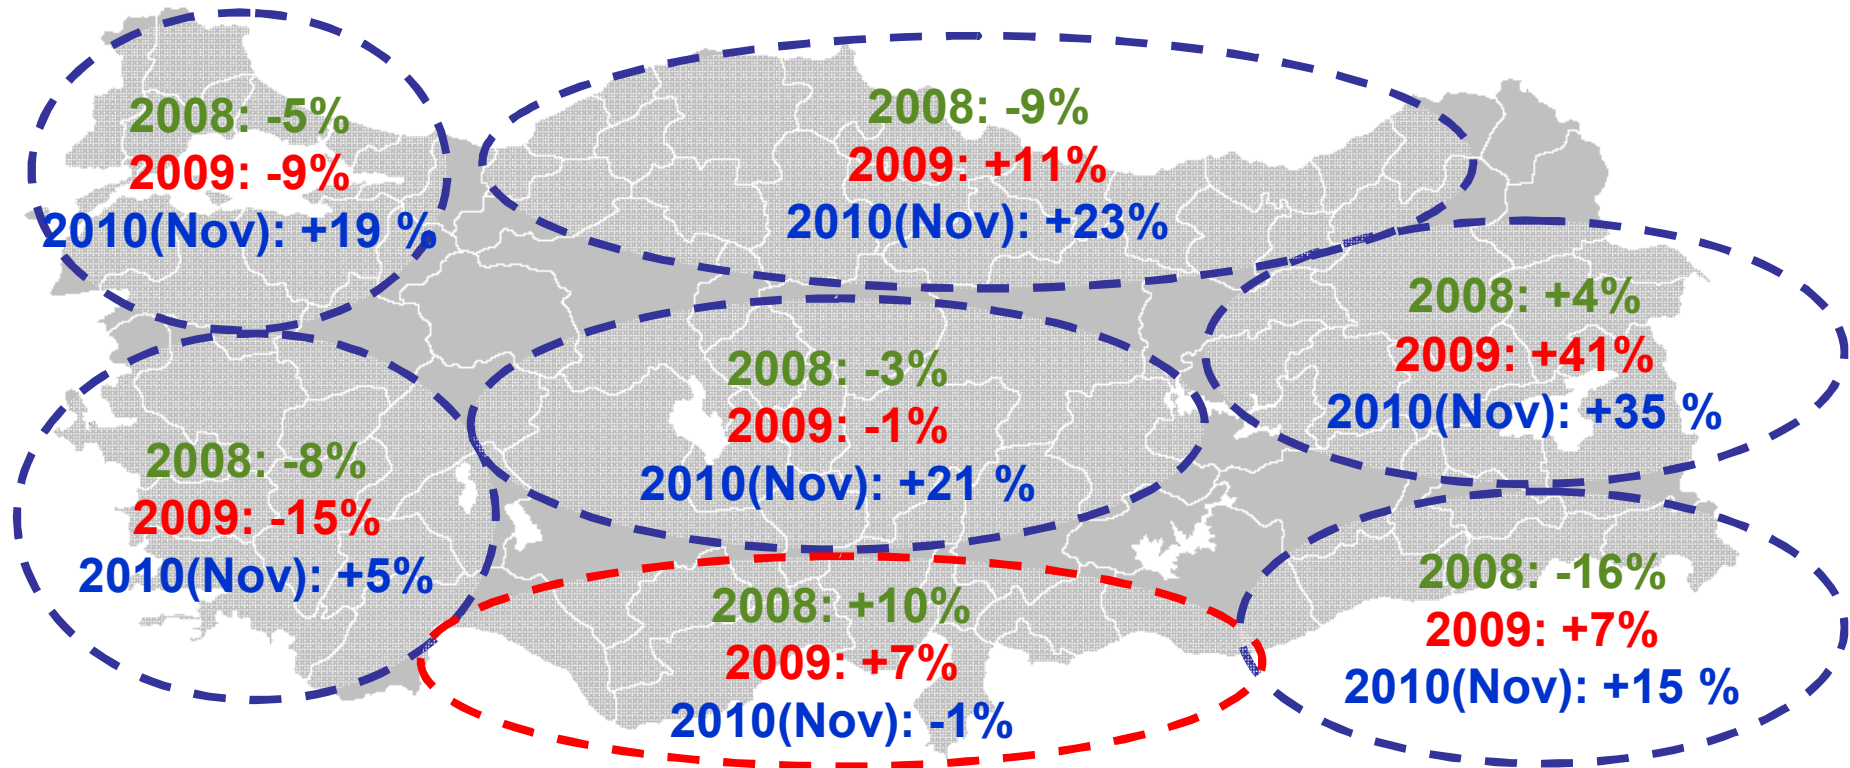 2008: -5%
2009: -9%
2010(Nov): +19 %
2008: -9%
2009: +11%
2010(Nov): +23%
2008: +4%
2009: +41%
2010(Nov): +35 %
2008: -3%
2009: -1%
2010(Nov): +21 %
2008: -8%
2009: -15%
2010(Nov): +5%
2008: +10%
2009: +7%
2010(Nov): -1%
2008: -16%
2009: +7%
2010(Nov): +15 %